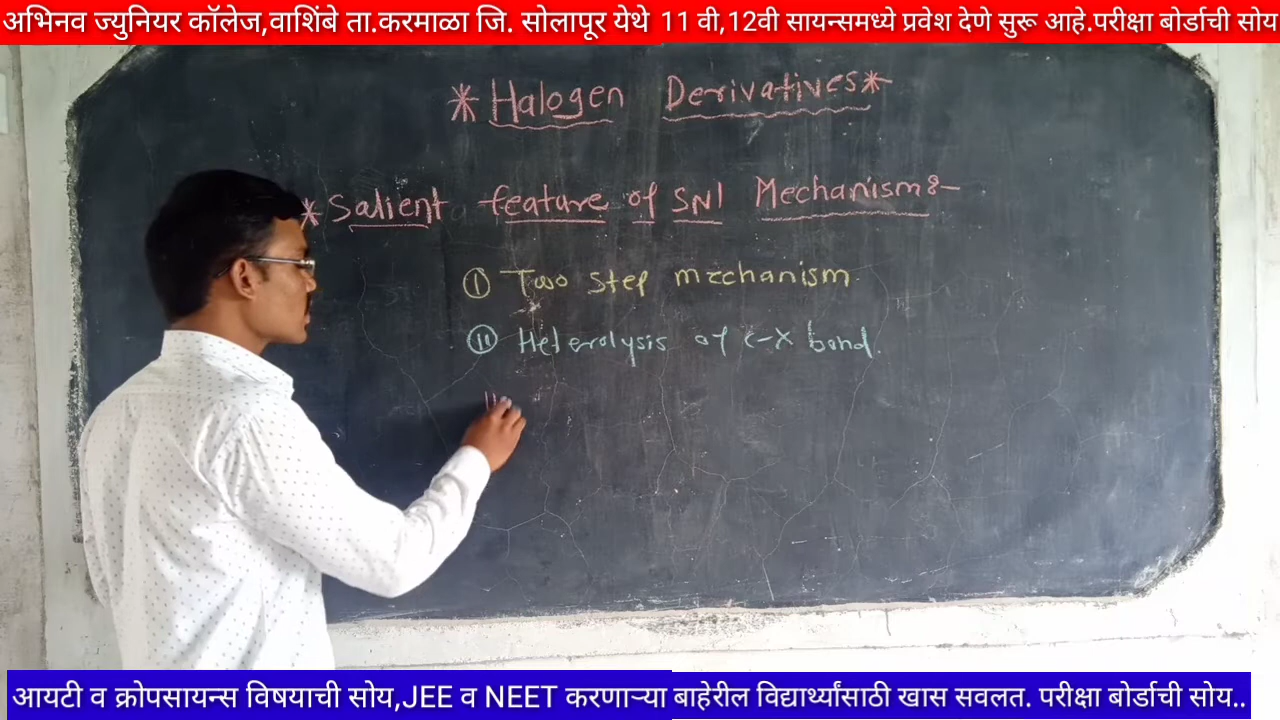 अभिनव ज्युनियर कॉलेज,वाशिंबे ता.करमाळा जि. सोलापूर येथे 11 वी,12वी सायन्समध्ये प्रवेश देणे सुरू आहे.परीक्षा बोर्डाची सोय
* Halogen Derivatives *
* Salient feature of SN1 Mechanism :-
① Two step mechanism
⑪ Heterolysis of C-X bond.
आयटी व क्रोपसायन्स विषयाची सोय,JEE व NEET करणाऱ्या बाहेरील विद्यार्थ्यांसाठी खास सवलत. परीक्षा बोर्डाची सोय..